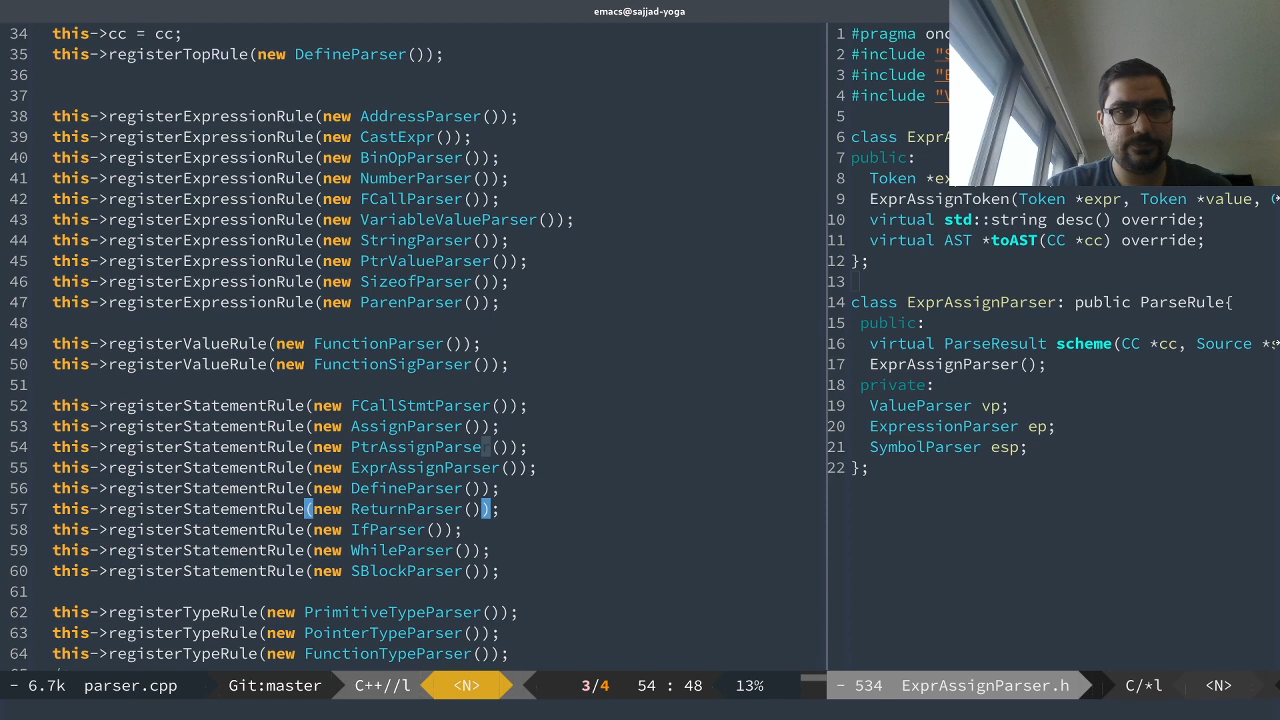 emacs@sajjad-yoga
34 this->cc = cc;
35 this->registerTopRule(new DefineParser());
36
37
38 this->registerExpressionRule(new AddressParser());
39 this->registerExpressionRule(new CastExpr());
40 this->registerExpressionRule(new BinOpParser());
41 this->registerExpressionRule(new NumberParser());
42 this->registerExpressionRule(new FCallParser());
43 this->registerExpressionRule(new VariableValueParser());
44 this->registerExpressionRule(new StringParser());
45 this->registerExpressionRule(new PtrValueParser());
46 this->registerExpressionRule(new SizeofParser());
47 this->registerExpressionRule(new ParenParser());
48
49 this->registerValueRule(new FunctionParser());
50 this->registerValueRule(new FunctionSigParser());
51
52 this->registerStatementRule(new FCallStmtParser());
53 this->registerStatementRule(new AssignParser());
54 this->registerStatementRule(new PtrAssignParser());
55 this->registerStatementRule(new ExprAssignParser());
56 this->registerStatementRule(new DefineParser());
57 this->registerStatementRule(new ReturnParser());
58 this->registerStatementRule(new IfParser());
59 this->registerStatementRule(new WhileParser());
60 this->registerStatementRule(new SBlockParser());
61
62 this->registerTypeRule(new PrimitiveTypeParser());
63 this->registerTypeRule(new PointerTypeParser());
64 this->registerTypeRule(new FunctionTypeParser());
- 6.7k parser.cpp Git:master C++//l <N> 3/4 54 : 48 13%
1 #pragma
2 #include
3 #include
4 #include
5
6 class
7 public:
8 Token
9 ExprAssignToken(Token *expr, Token *value,
10 virtual std::string desc() override;
11 virtual AST *toAST(CC *cc) override;
12 };
13
14 class ExprAssignParser: public ParseRule{
15 public:
16 virtual ParseResult scheme(CC *cc, Source
17 ExprAssignParser();
18 private:
19 ValueParser vp;
20 ExpressionParser ep;
21 SymbolParser esp;
22 };
- 534 ExprAssignParser.h C/*l <N>